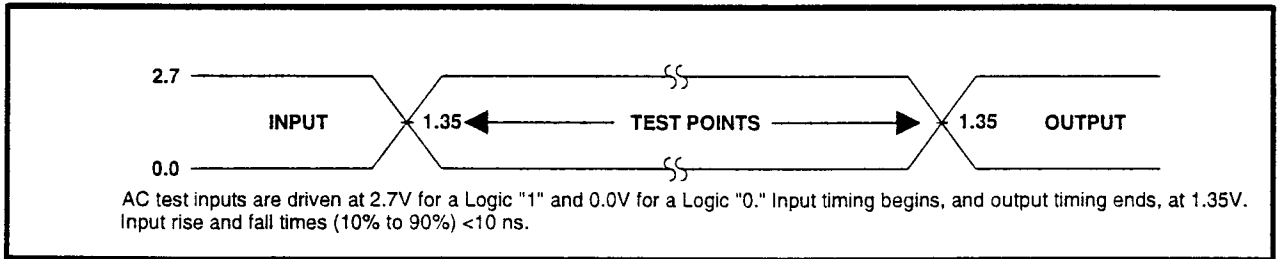 2.7
INPUT 1.35 TEST POINTS 1.35 OUTPUT
0.0
AC test inputs are driven at 2.7V for a Logic "1" and 0.0V for a Logic "0." Input timing begins, and output timing ends, at 1.35V.
Input rise and fall times (10% to 90%) <10 ns.